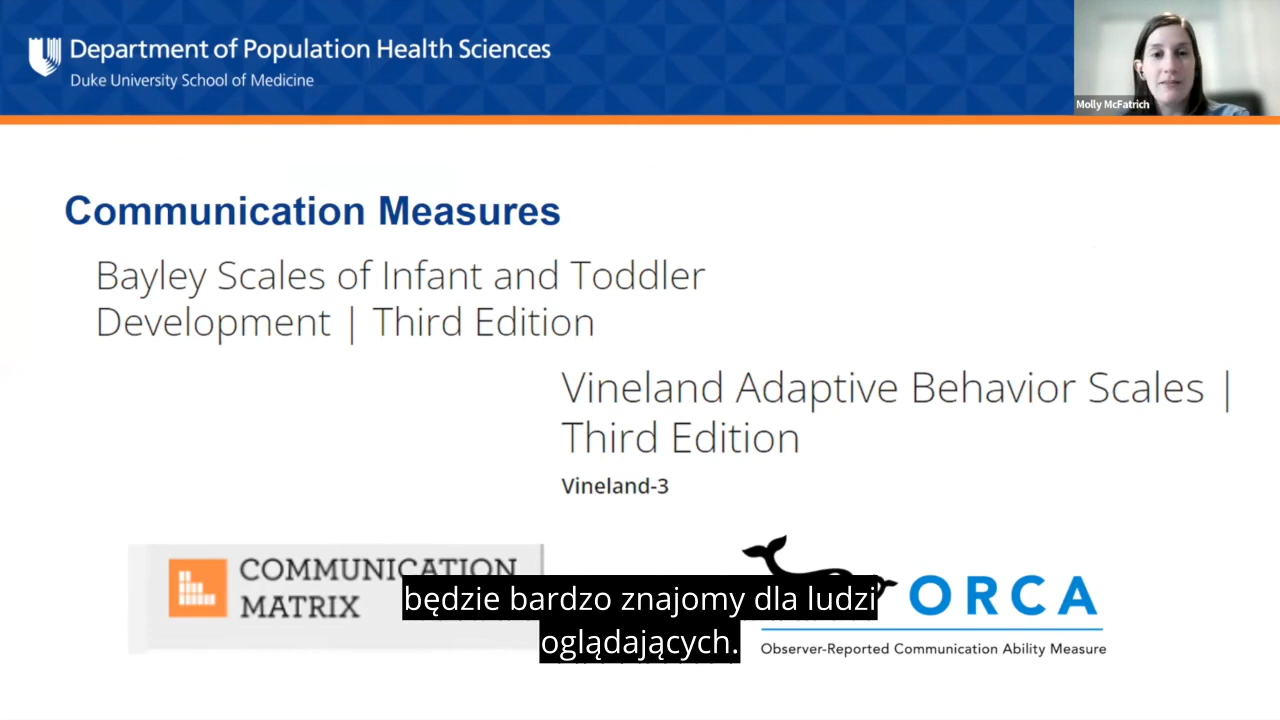 Department of Population Health Sciences
Duke University School of Medicine
Molly McFatrich
Communication Measures
Bayley Scales of Infant and Toddler
Development | Third Edition
Vineland Adaptive Behavior Scales |
Third Edition
Vineland-3
COMMUNICATION
MATRIX
ORCA
Observer-Reported Communication Ability Measure
będzie bardzo znajomy dla ludzi
oglądających.